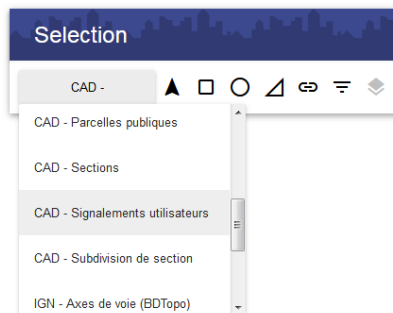 Selection
CAD -
CAD - Parcelles publiques
CAD - Sections
CAD - Signalements utilisateurs
CAD - Subdivision de section
IGN - Axes de voie (BDTopo)